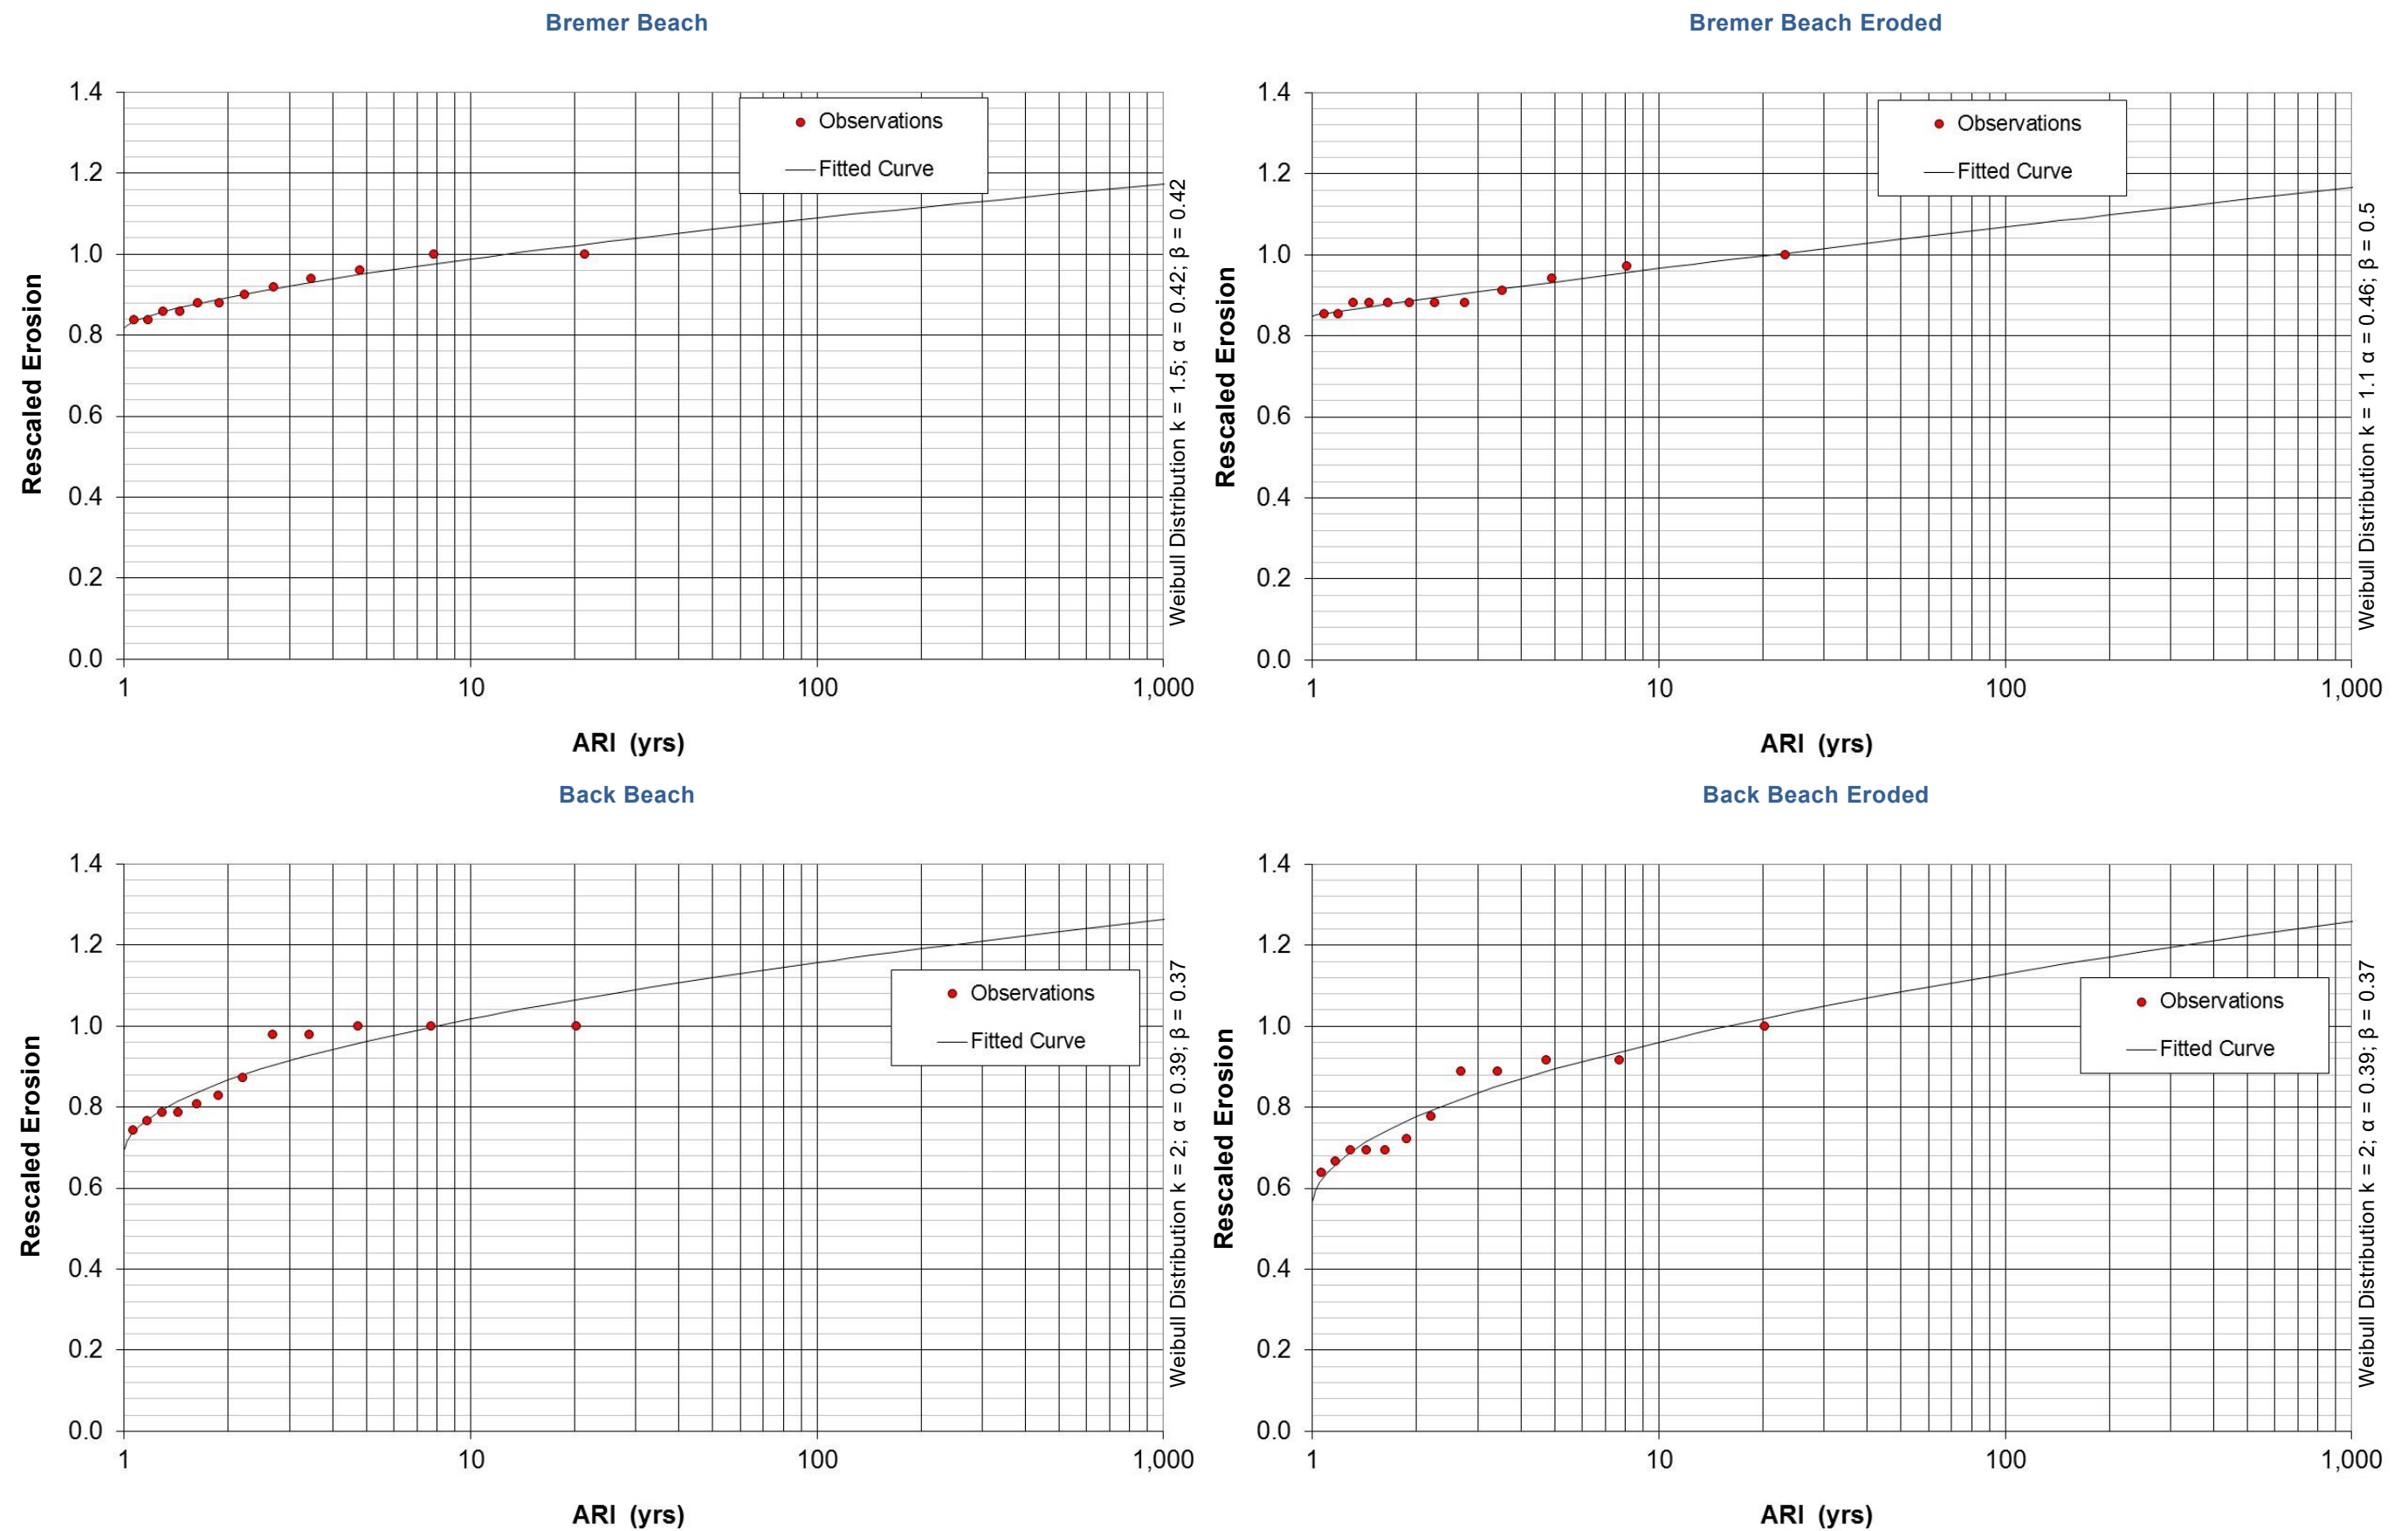 Bremer Beach
1.4
1.2
1.0
0.8
0.6
0.4
0.2
0.0
Rescaled Erosion
Observations
Fitted Curve
Weibull Distribution k = 1.5; α = 0.42; β = 0.42
1 10 100 1,000
ARI (yrs)
Bremer Beach Eroded
1.4
1.2
1.0
0.8
0.6
0.4
0.2
0.0
Rescaled Erosion
Observations
Fitted Curve
Weibull Distribution k = 1.1 α = 0.46; β = 0.5
1 10 100 1,000
ARI (yrs)
Back Beach
1.4
1.2
1.0
0.8
0.6
0.4
0.2
0.0
Rescaled Erosion
Observations
Fitted Curve
Weibull Distribution k = 2; α = 0.39; β = 0.37
1 10 100 1,000
ARI (yrs)
Back Beach Eroded
1.4
1.2
1.0
0.8
0.6
0.4
0.2
0.0
Rescaled Erosion
Observations
Fitted Curve
Weibull Distribution k = 2; α = 0.39; β = 0.37
1 10 100 1,000
ARI (yrs)